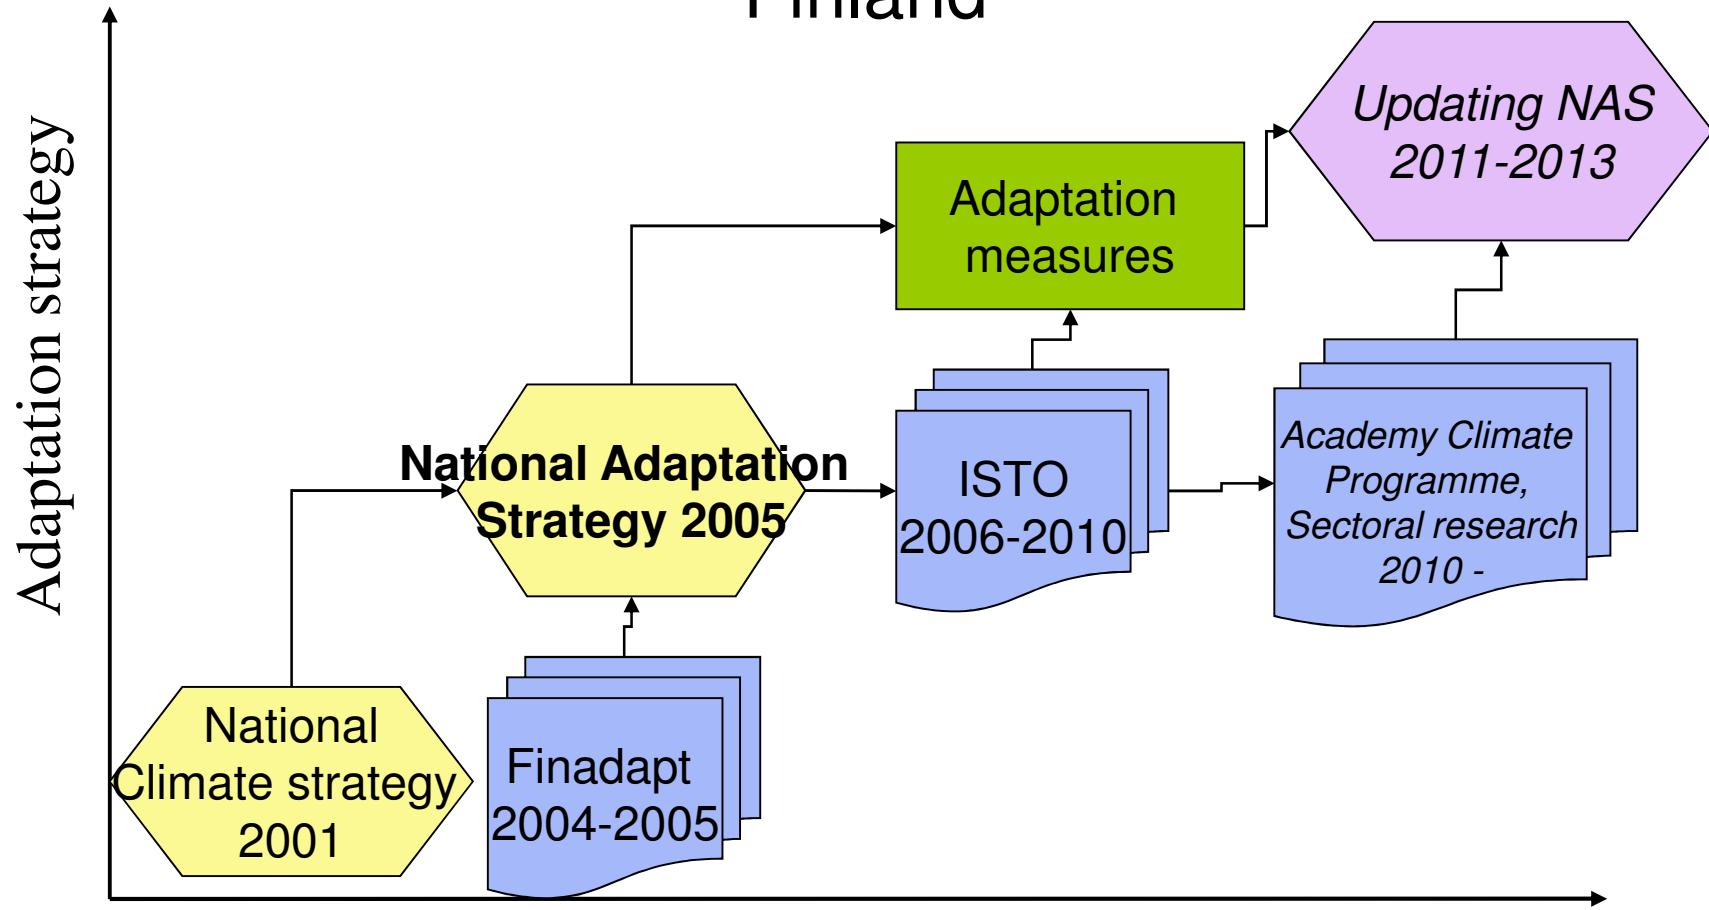 Finland
Adaptation strategy
Updating NAS
2011-2013
Adaptation
measures
National Adaptation
Strategy 2005
ISTO
2006-2010
Academy Climate
Programme,
Sectoral research
2010 -
National
Climate strategy
2001
Finadapt
2004-2005